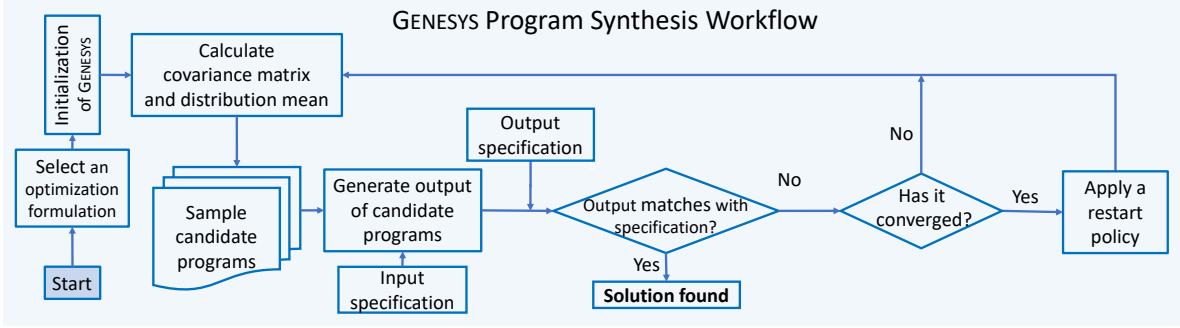 GENESYS Program Synthesis Workflow
Initialization
of GENESYS
Calculate
covariance matrix
and distribution mean
Select an
optimization
formulation
Start
Sample
candidate
programs
Generate output
of candidate
programs
Input
specification
Output
specification
Output matches with
specification?
Yes
Solution found
No
Has it
converged?
No
Yes
Apply a
restart
policy